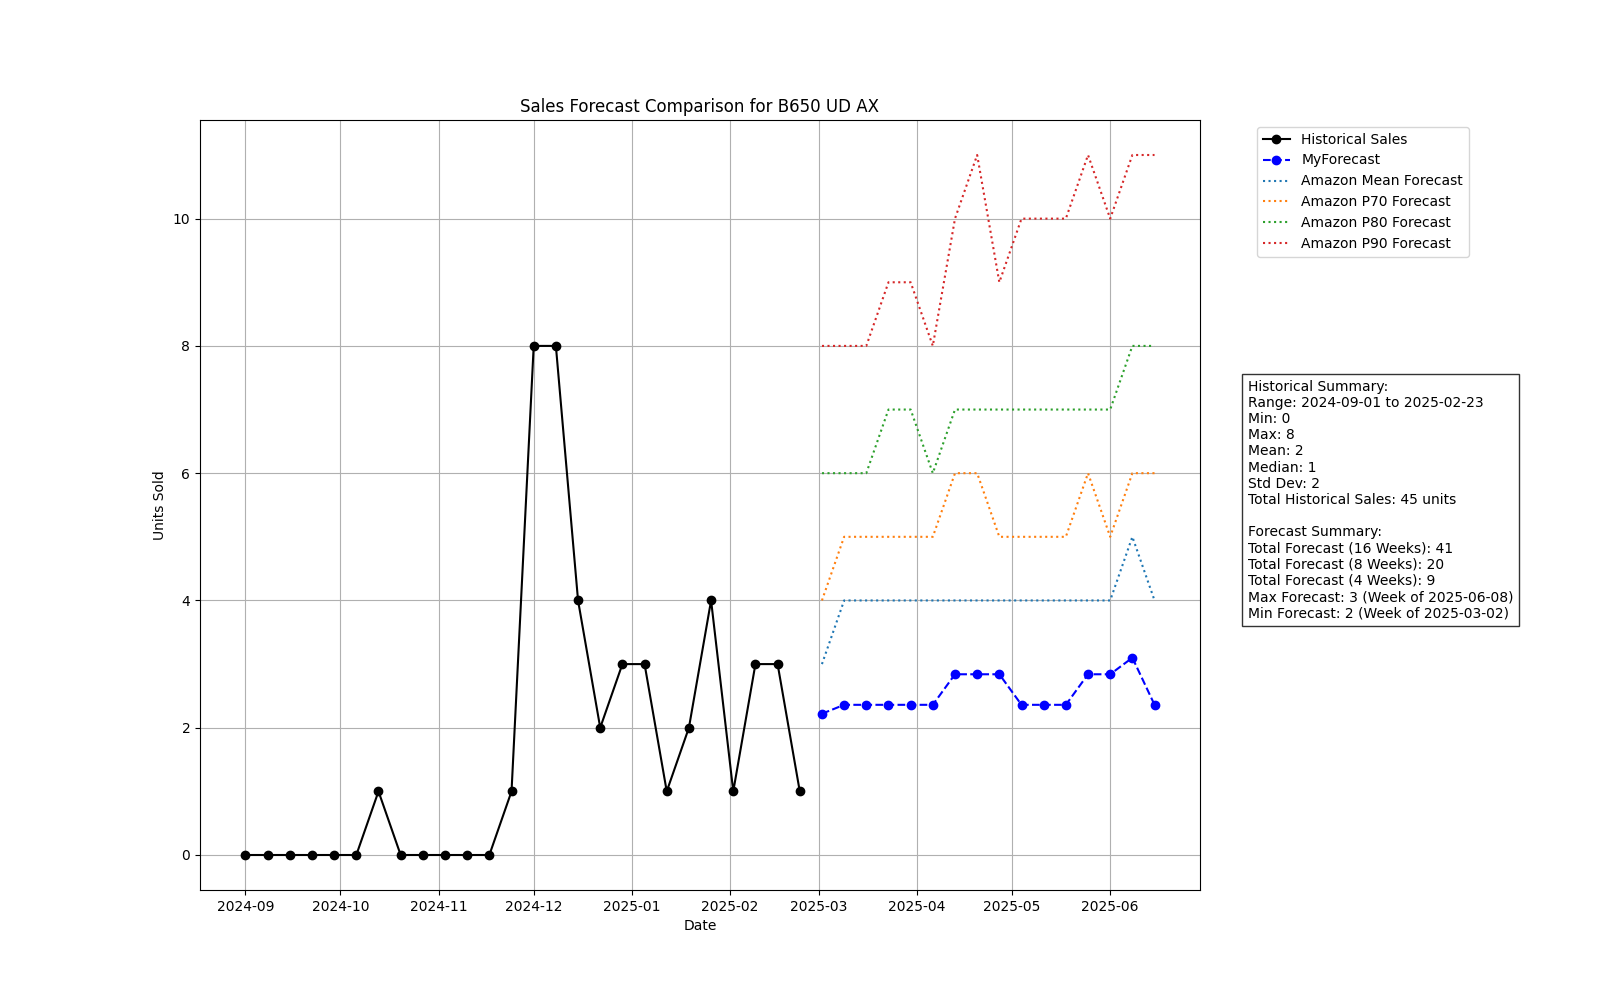 Sales Forecast Comparison for B650 UD AX
Historical Sales
MyForecast
Amazon Mean Forecast
Amazon P70 Forecast
Amazon P80 Forecast
Amazon P90 Forecast
Units Sold
10
8
6
4
2
0
2024-09
2024-10
2024-11
2024-12
2025-01
2025-02
2025-03
2025-04
2025-05
2025-06
Date
Historical Summary:
Range: 2024-09-01 to 2025-02-23
Min: 0
Max: 8
Mean: 2
Median: 1
Std Dev: 2
Total Historical Sales: 45 units
Forecast Summary:
Total Forecast (16 Weeks): 41
Total Forecast (8 Weeks): 20
Total Forecast (4 Weeks): 9
Max Forecast: 3 (Week of 2025-06-08)
Min Forecast: 2 (Week of 2025-03-02)